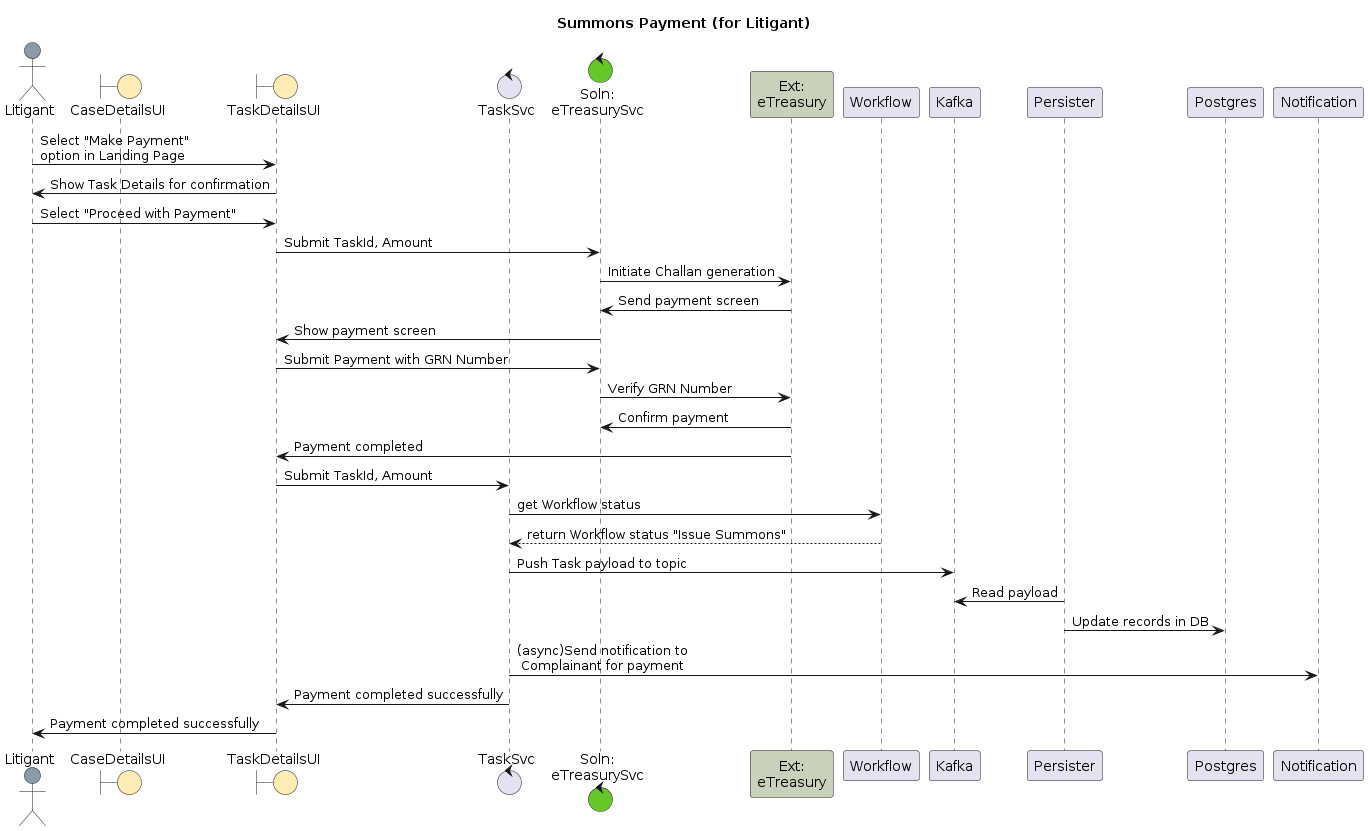 Summons Payment (for Litigant)
Litigant
CaseDetailsUI
TaskDetailsUI
TaskSvc
Soln:
eTreasurySvc
Ext:
eTreasury
Workflow
Kafka
Persister
Postgres
Notification
Select "Make Payment"
option in Landing Page
Show Task Details for confirmation
Select "Proceed with Payment"
Submit TaskId, Amount
Initiate Challan generation
Send payment screen
Show payment screen
Submit Payment with GRN Number
Verify GRN Number
Confirm payment
Payment completed
Submit TaskId, Amount
get Workflow status
return Workflow status "Issue Summons"
Push Task payload to topic
Read payload
Update records in DB
(async)Send notification to
Complainant for payment
Payment completed successfully
Payment completed successfully
Litigant
CaseDetailsUI
TaskDetailsUI
TaskSvc
Soln:
eTreasurySvc
Ext:
eTreasury
Workflow
Kafka
Persister
Postgres
Notification